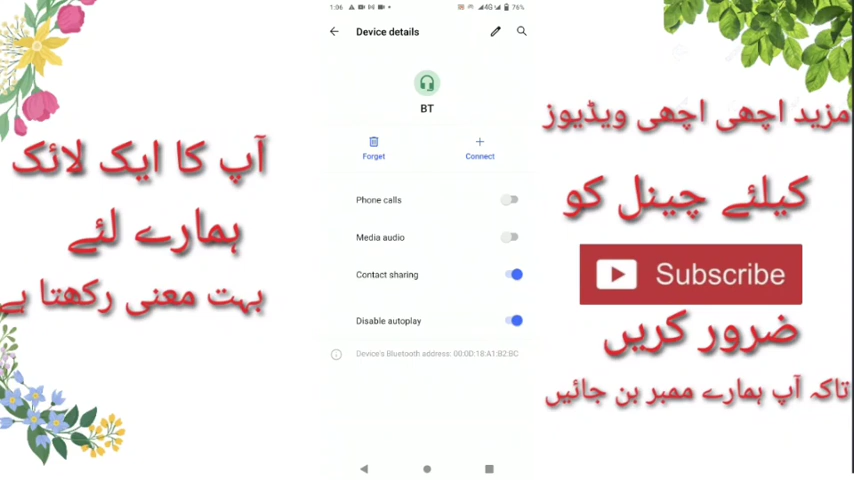 1:06
4G 76%
Device details
BT
Forget
Connect
Phone calls
Media audio
Contact sharing
Disable autoplay
Device's Bluetooth address: 00:00:18:A1:B2:BC
آپ کا ایک لائک
ہمارے لئے
بہت معنی رکھتا ہے
مزید اچھی اچھی ویڈیوز
کیلئے چینل کو
Subscribe
ضرور کریں
تاکہ آپ ہمارے ممبر بن جائیں